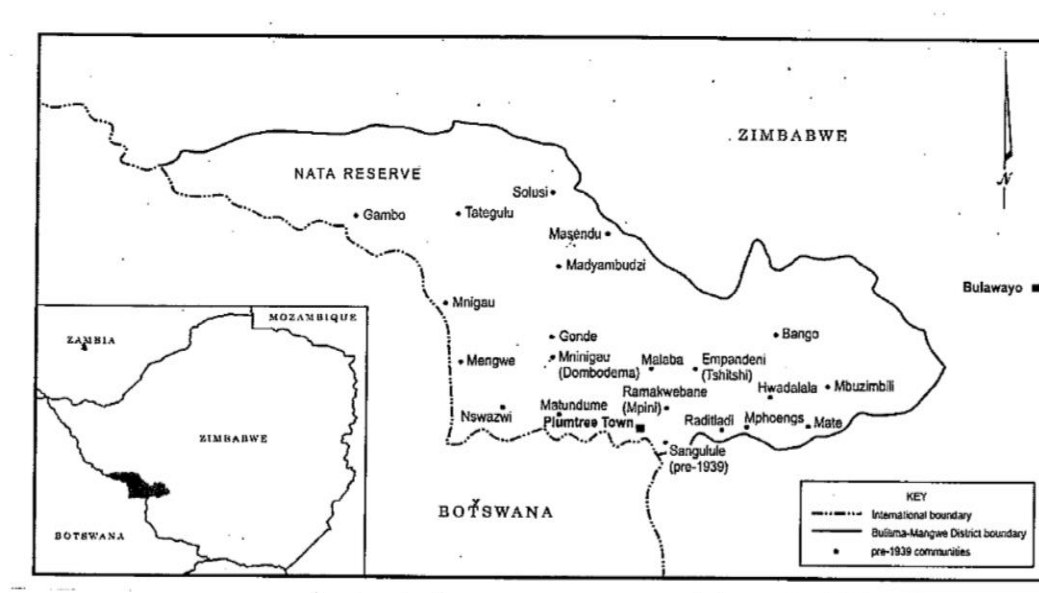 ZIMBABWE
NATA RESERVE
Solusi
Gambo
Tategulu
Masendu
Madyambudzi
Bulawayo
Mnigau
MOZAMBIQUE
ZAMBIA
Gonde
Bango
Mengwe
Mninigau
(Dombodema)
Malaba
Empandeni
(Tshitshi)
Hwadalala
Mbuzimbili
Ramakwebane
(Mpini)
Nswazwi
Matundume
Plumtree Town
Raditladi
Mphoengs
Mate
Sangulule
(pre-1939)
ZIMBABWE
BOTSWANA
BOTSWANA
N
KEY
International boundary
Bulilima-Mangwe District boundary
pre-1939 communities